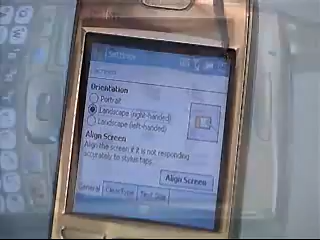 Settings
Screen
Orientation
Portrait
Landscape (right-handed)
Landscape (left-handed)
Align Screen
Align the screen if it is not responding
accurately to stylus taps.
Align Screen
General ClearType Text Size